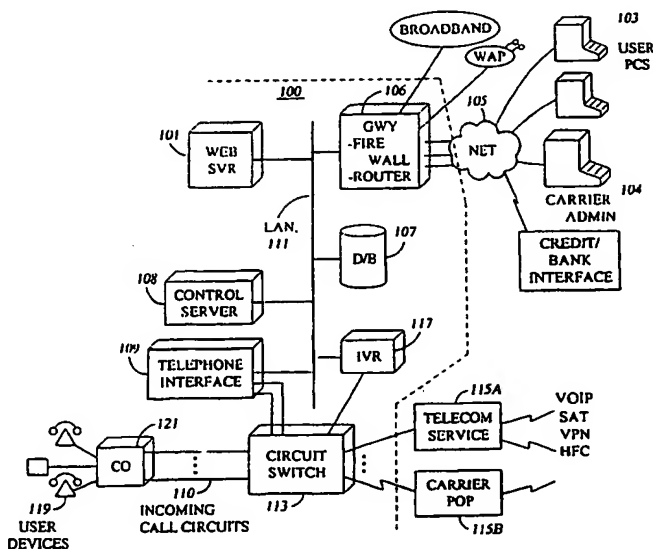 BROADBAND
WAP
103
USER
PCS
100
106
GWY
-FIRE
WALL
-ROUTER
105
NET
101
WEB
SVR
104
CARRIER
ADMIN
LAN,
111
107
D/B
CREDIT/
BANK
INTERFACE
108
CONTROL
SERVER
109
TELEPHONE
INTERFACE
117
IVR
115A
TELECOM
SERVICE
VOIP
SAT
VPN
HFC
121
CO
CIRCUIT
SWITCH
113
CARRIER
POP
115B
119
USER
DEVICES
110
INCOMING
CALL CIRCUITS